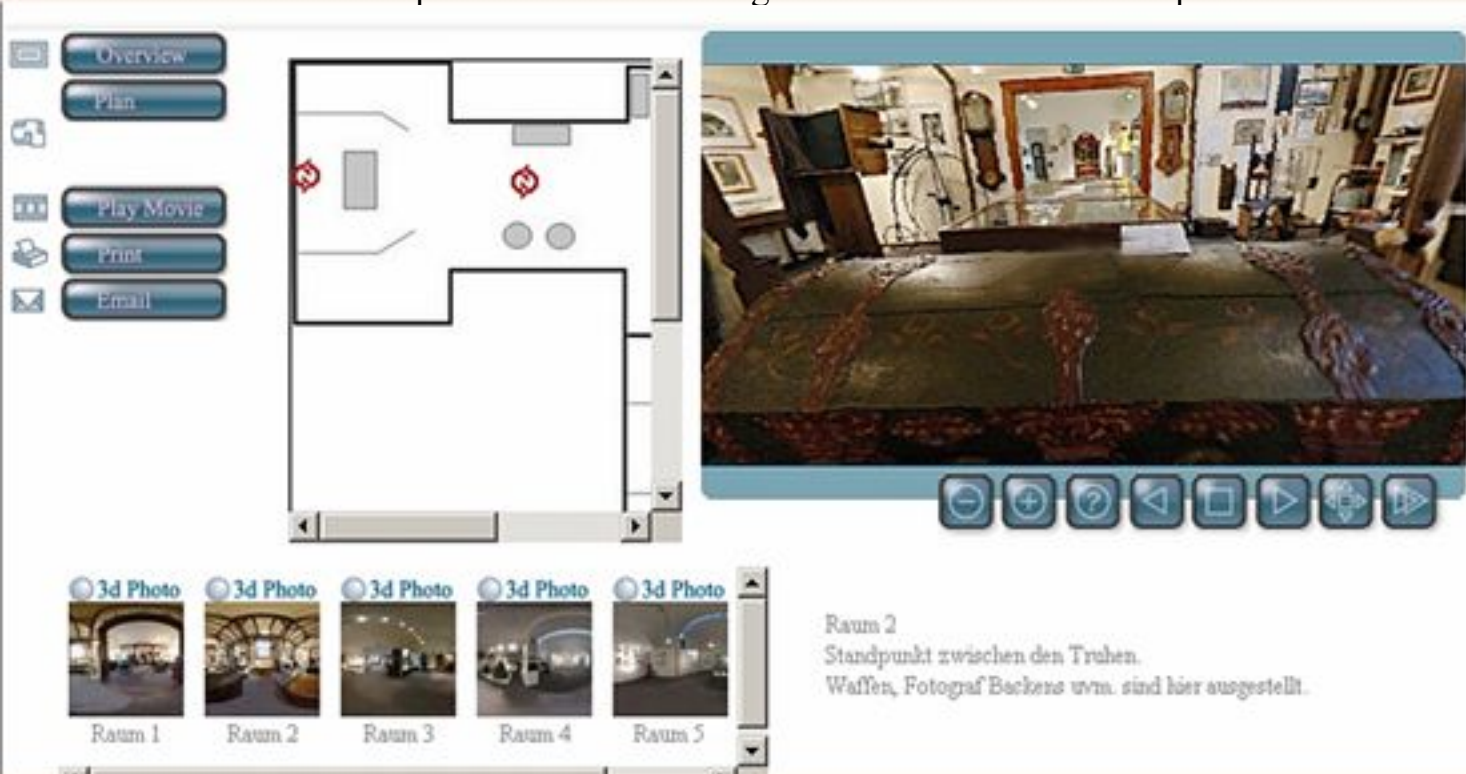 Overview
Plan
Play Movie
Print
Email
3d Photo
3d Photo
3d Photo
3d Photo
3d Photo
Raum 1
Raum 2
Raum 3
Raum 4
Raum 5
Raum 2
Standpunkt zwischen den Truhen.
Waffen, Fotograf Backens uvm. sind hier ausgestellt.